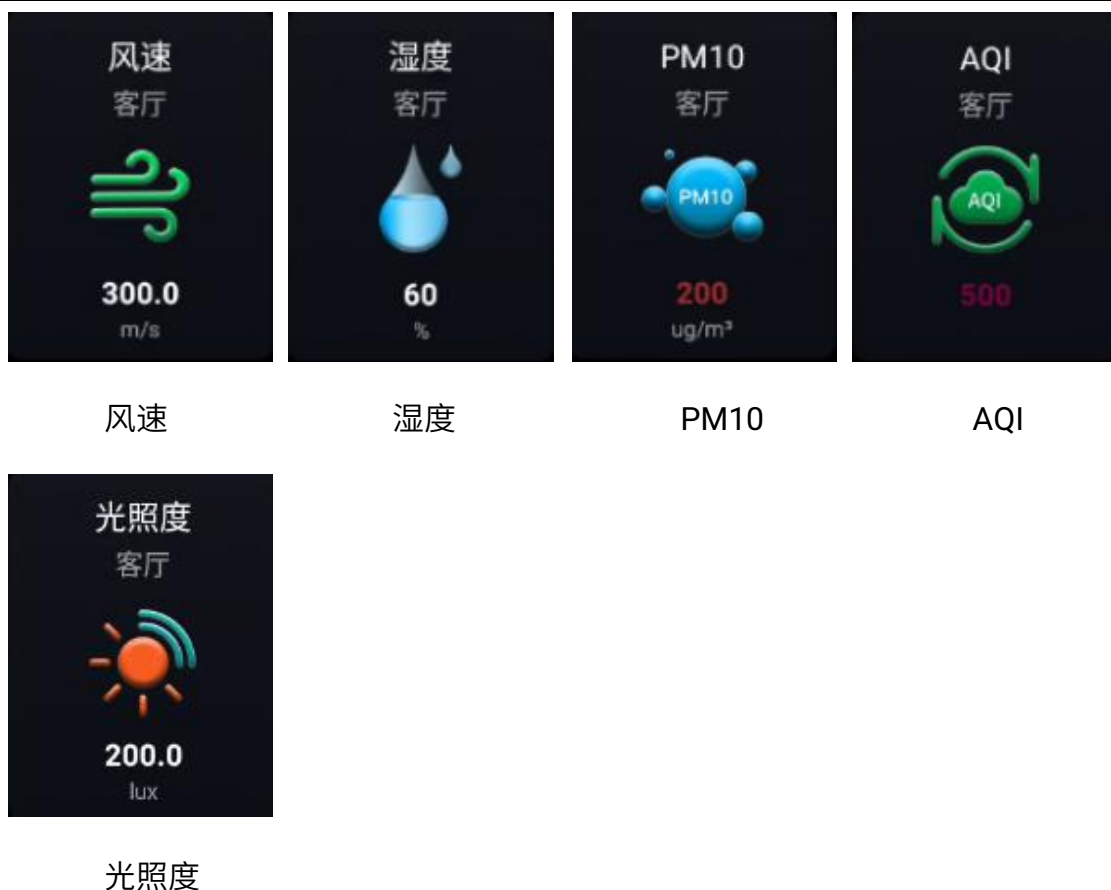 风速
客厅
300.0
m/s
湿度
客厅
60
%
PM10
客厅
PM10
200
ug/m³
AQI
客厅
AQI
500
风速
湿度
PM10
AQI
光照度
客厅
200.0
lux
光照度